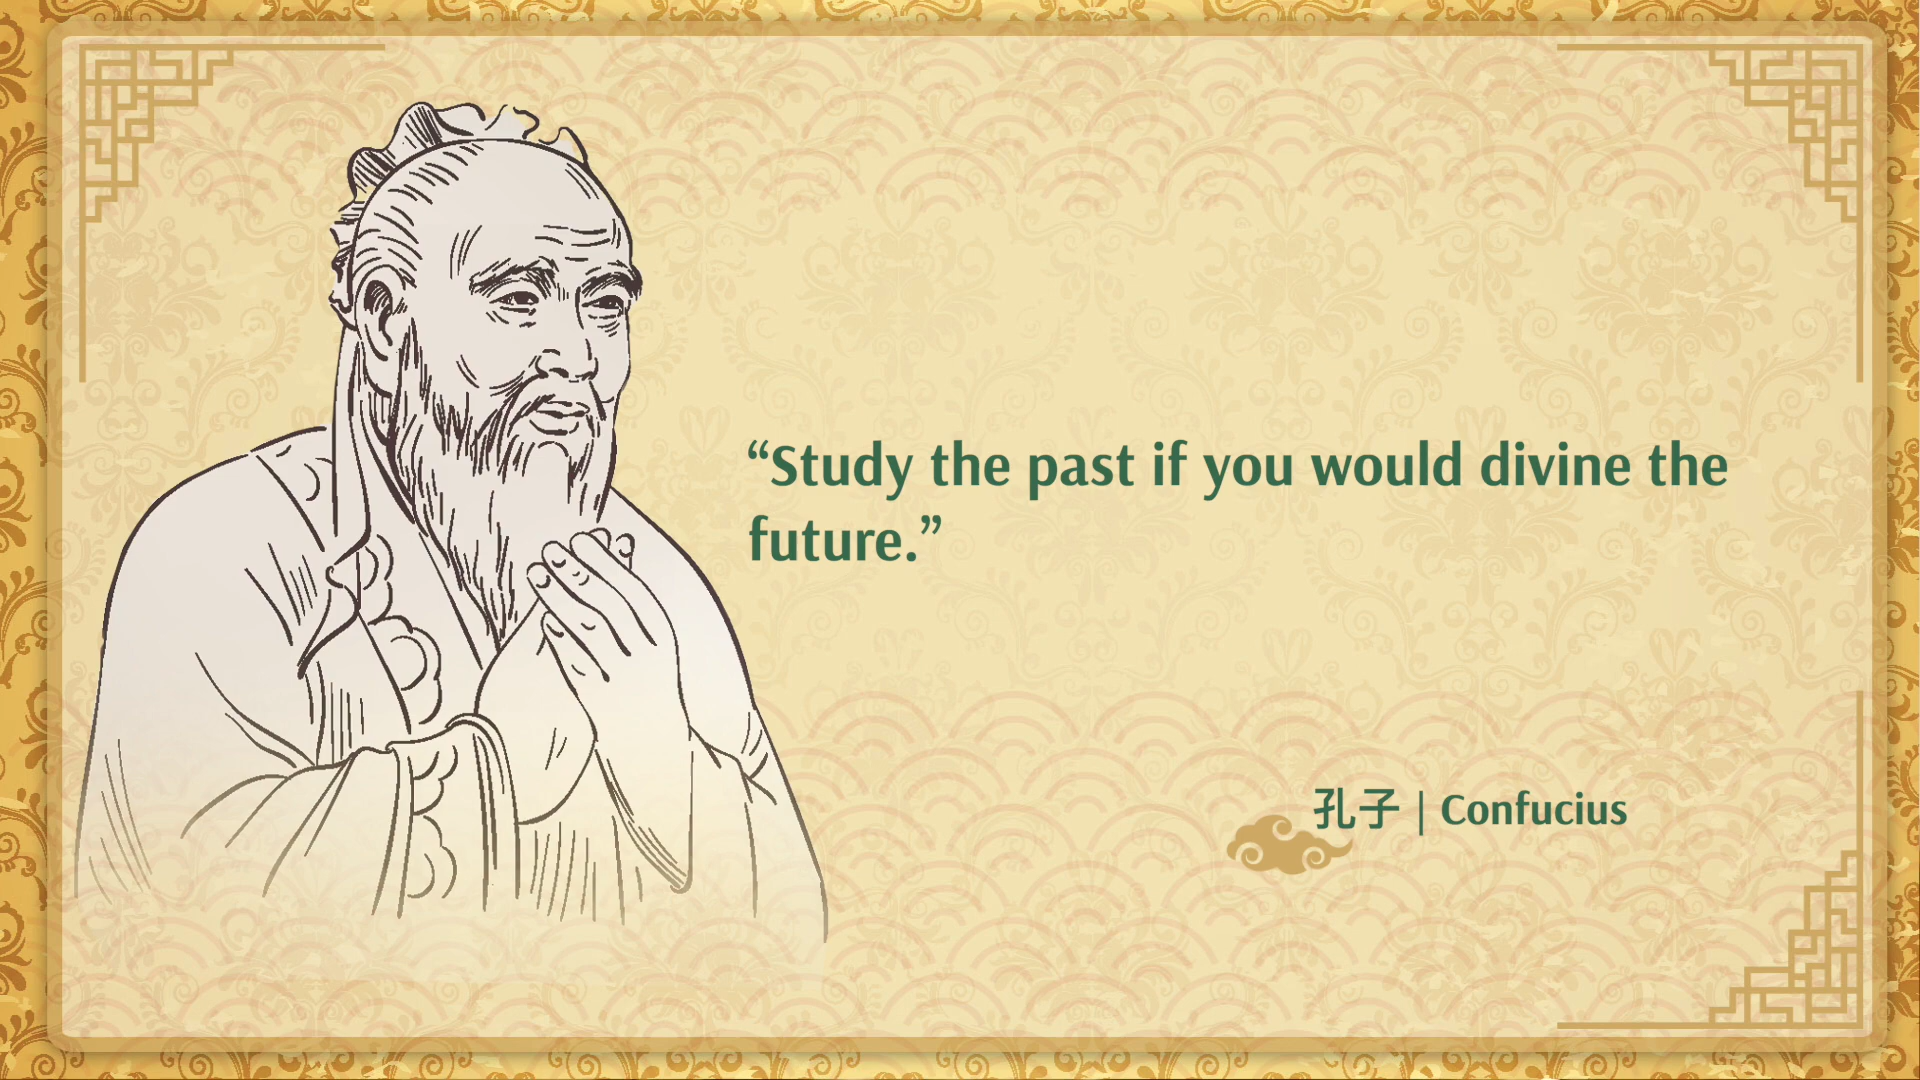 “Study the past if you would divine the
future.”
孔子 | Confucius